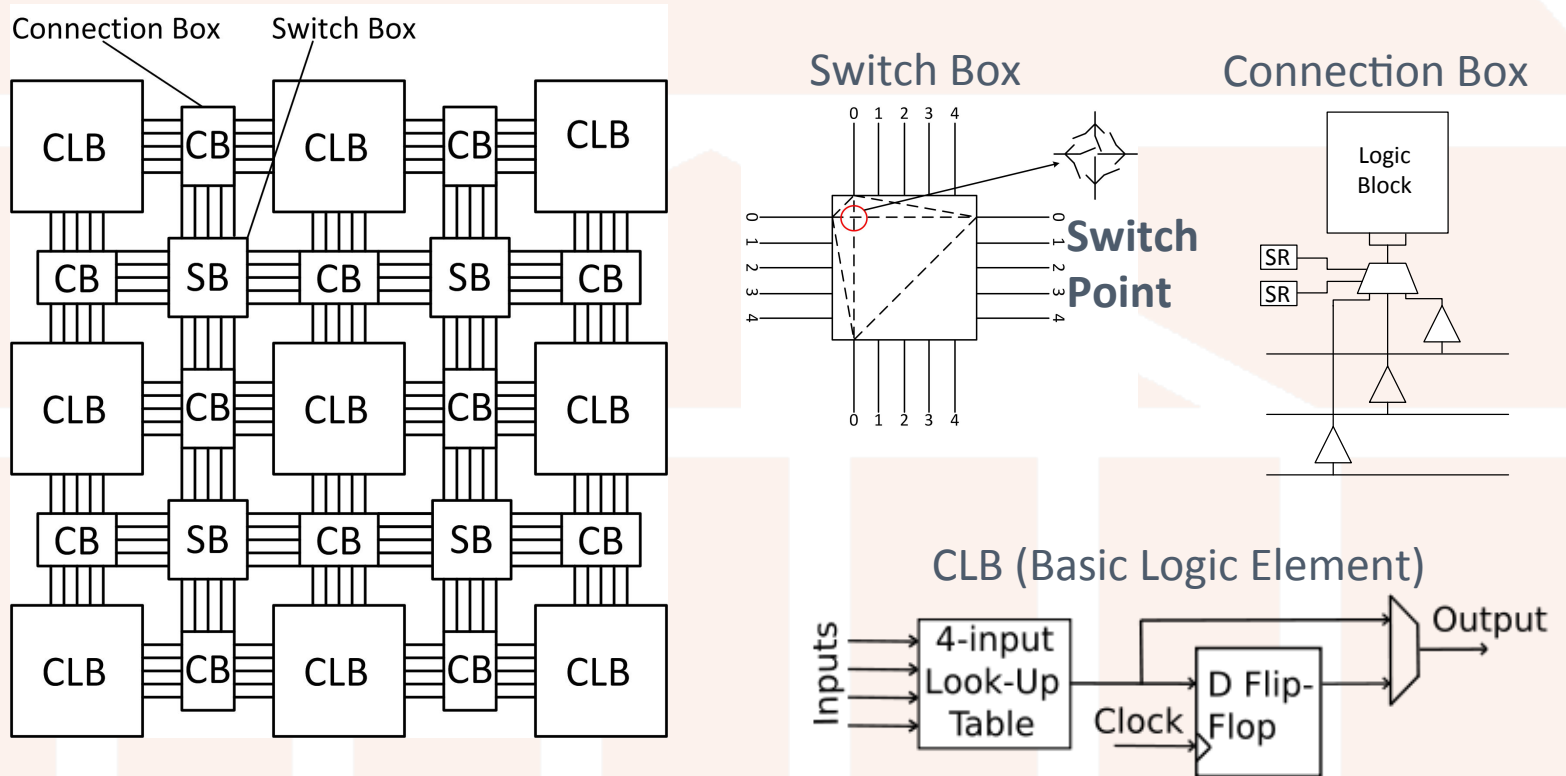 Connection Box Switch Box
CLB CB CLB CB CLB
CB SB CB SB CB
CLB CB CLB CB CLB
CB SB CB SB CB
CLB CB CLB CB CLB
Switch Box
0 1 2 3 4
0
1
2
3
4
0
1
2
3
4
0 1 2 3 4
Switch
Point
Connection Box
Logic
Block
SR
SR
CLB (Basic Logic Element)
Inputs
4-input
Look-Up
Table
Clock
D Flip-
Flop
Output